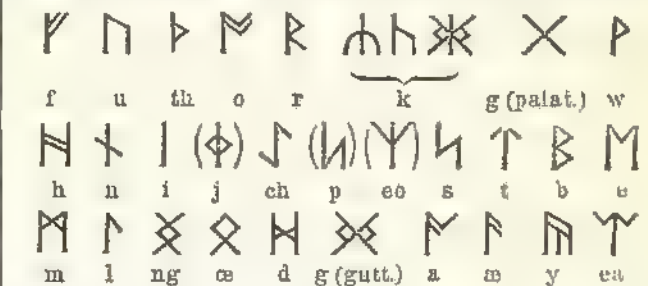 ᚠ ᚢ ᚦ ᚩ ᚱ ᛣ ᚳ ᛤ ᚷ ᚹ
f u th o r k g (palat.) w
ᚻ ᚾ ᛁ (ᛄ) ᛇ (ᛈ) (ᛉ) ᛋ ᛏ ᛒ ᛖ
h n i j ch p eo s t b e
ᛗ ᛚ ᛝ ᛟ ᛞ ᚸ ᚪ ᚫ ᚣ ᛠ
m l ng œ d g (gutt.) a æ y ea